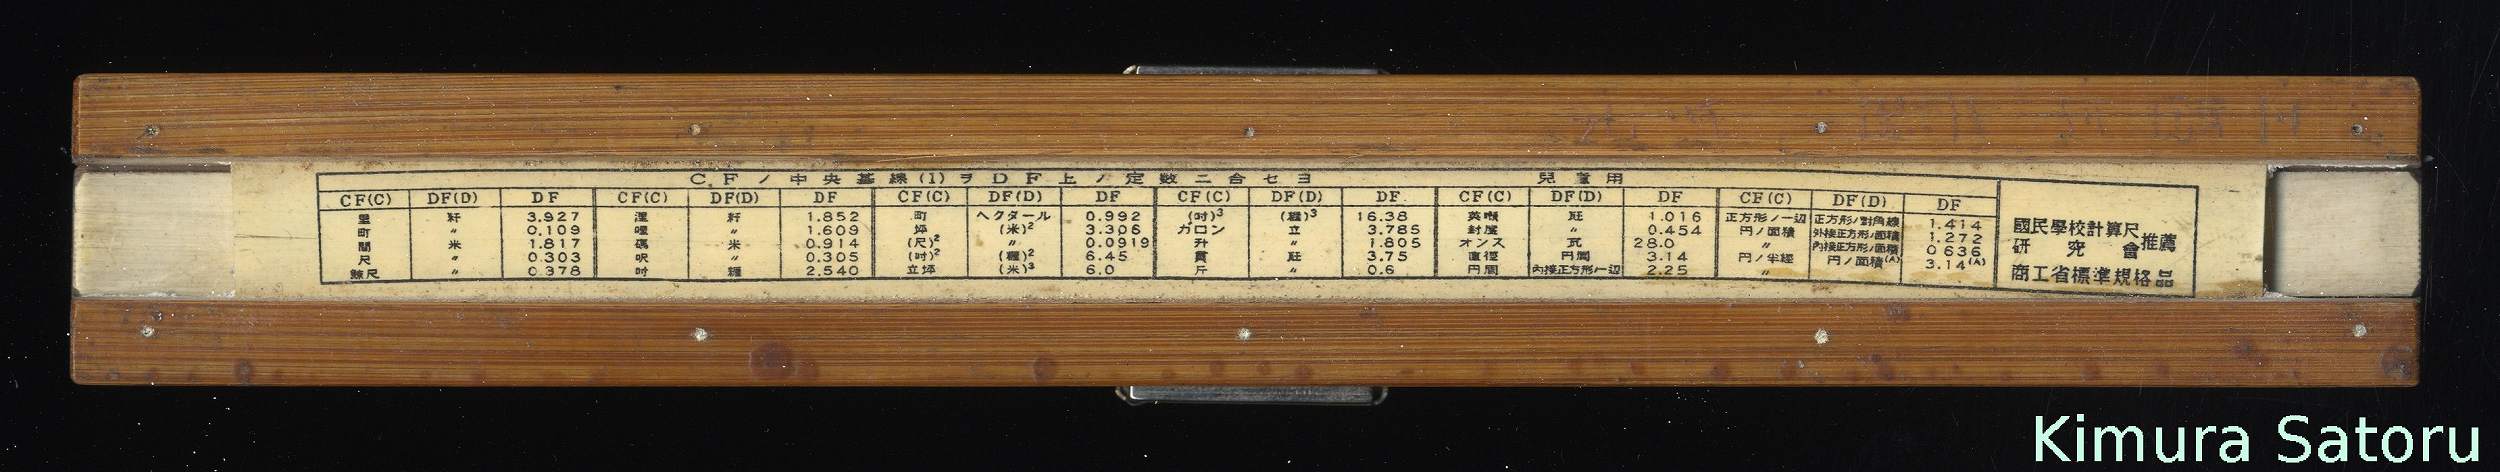 C.Fノ中央基線(1)ヲDF上ノ定数ニ合セヨ 兒童用
CF(C) DF(D) DF CF(C) DF(D) DF CF(C) DF(D) DF CF(C) DF(D) DF CF(C) DF(D) DF CF(C) DF(D) DF
里 粁 3.927 浬 粁 1.852 町 ヘクタール 0.992 (吋)3 (糎)3 16.38 英噸 瓩 1.016 正方形ノ一辺 正方形ノ對角線 1.414
町 〃 0.109 哩 〃 1.609 坪 (米)2 3.306 ガロン 立 3.785 封度 〃 0.454 円ノ面積 外接正方形ノ面積 1.272
間 米 1.817 碼 米 0.914 (尺)2 〃 0.0919 升 〃 1.805 オンス 瓦 28.0 〃 內接正方形ノ面積 0.636
尺 〃 0.303 呎 〃 0.305 (吋)2 (糎)2 6.45 貫 瓩 3.75 直徑 円周 3.14 円ノ半経 円ノ面積(A) 3.14(A)
鯨尺 〃 0.378 吋 糎 2.540 立坪 (米)3 6.0 斤 〃 0.6 円周 內接正方形ノ一辺 2.25 〃
國民學校計算尺
研究會推薦
商工省標準規格品
Kimura Satoru